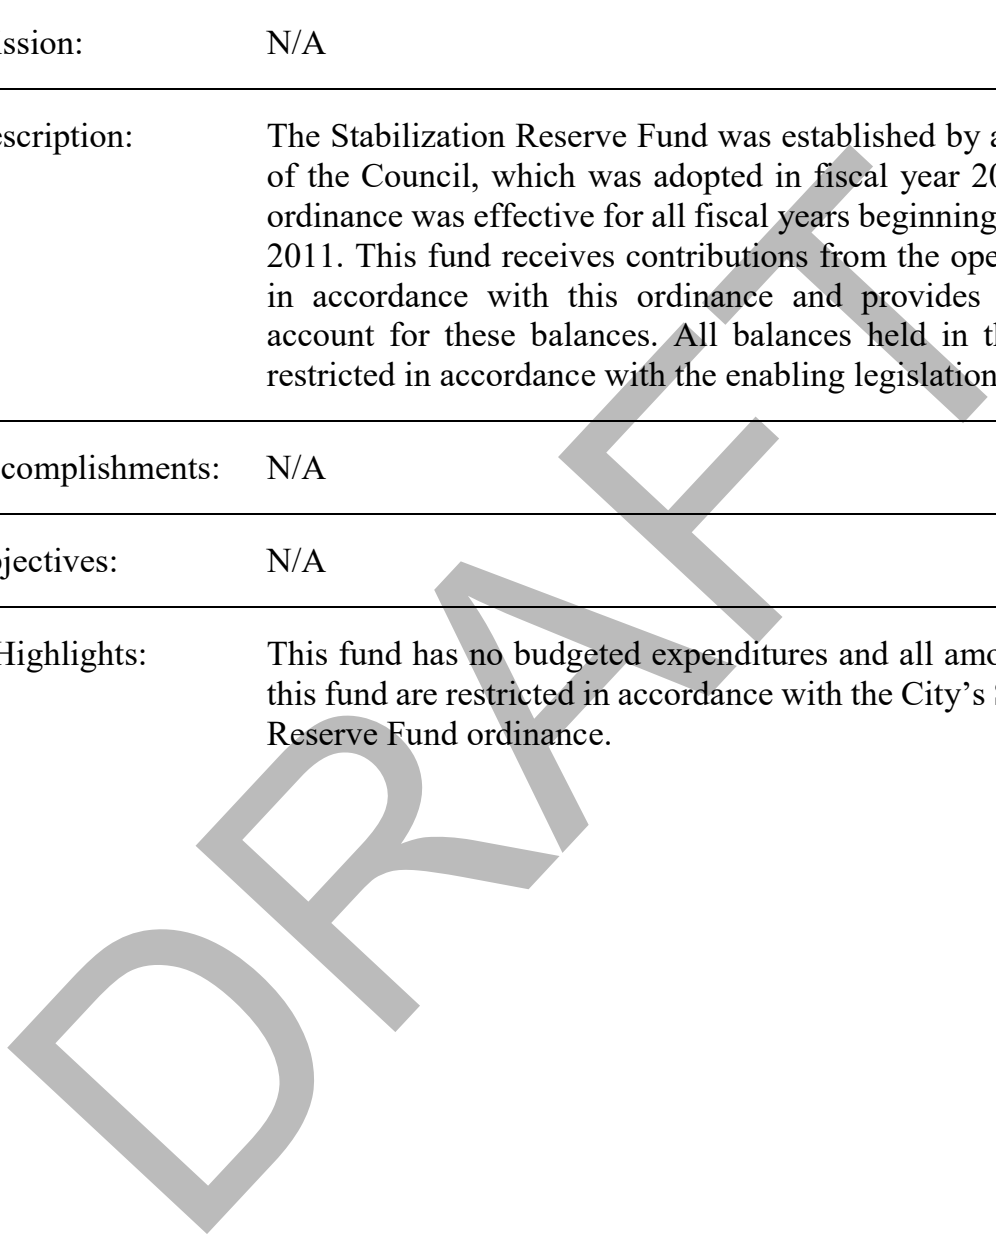 ssion: N/A
escription: The Stabilization Reserve Fund was established by a
of the Council, which was adopted in fiscal year 20
ordinance was effective for all fiscal years beginning
2011. This fund receives contributions from the ope
in accordance with this ordinance and provides
account for these balances. All balances held in th
restricted in accordance with the enabling legislation
complishments: N/A
jectives: N/A
Highlights: This fund has no budgeted expenditures and all amo
this fund are restricted in accordance with the City's S
Reserve Fund ordinance.
DRAFT